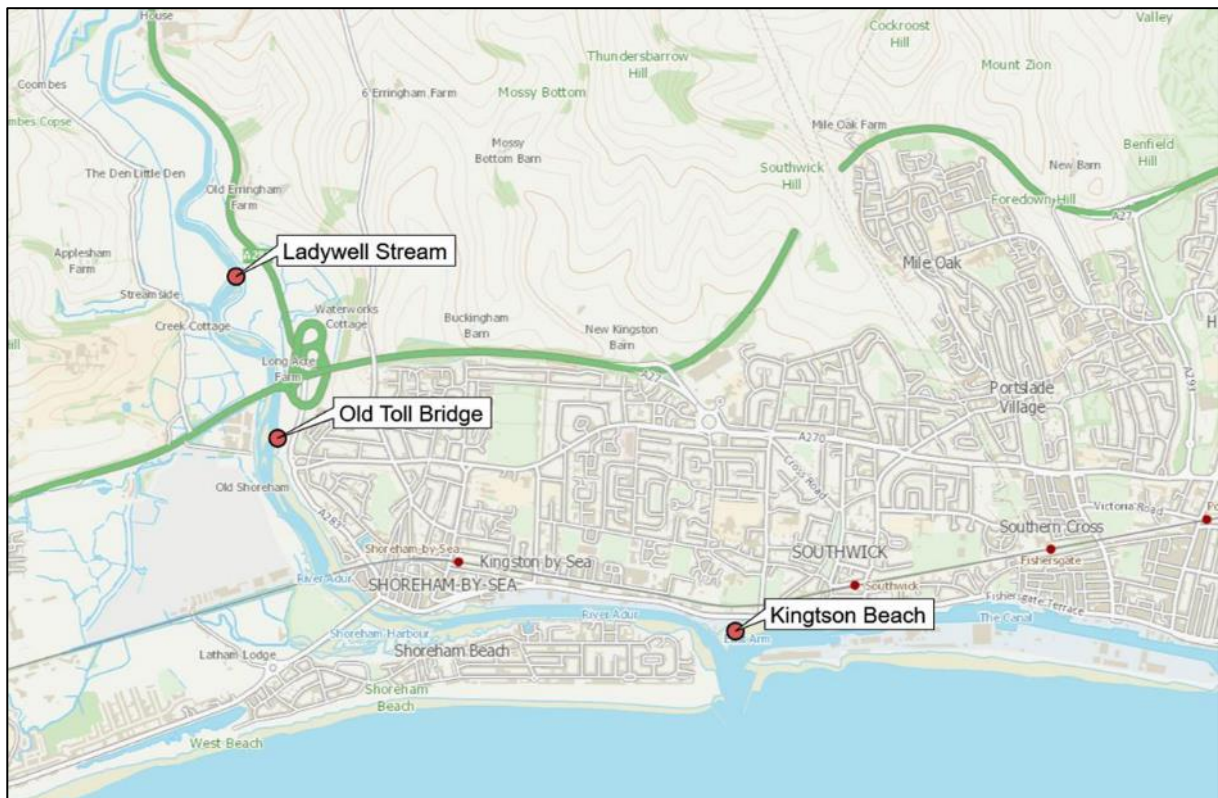 House
Cockroost
Hill
Valley
Thundersbarrow
Hill
Mount Zion
Coombes
6 Erringham Farm
Mossy Bottom
mbes Copse
Mile Oak Farm
Mossy
Bottom Barn
Benfield
Hill
The Den Little Den
Southwick
Hill
New Barn
Old Erringham
Farm
Foredown Hill
A27
Ladywell Stream
Applesham
Farm
Mile Oak
Streamside
Waterworks
Cottage
Creek Cottage
Buckingham
Barn
New Kingston
Barn
Long Acre
Farm
A27
A293
Portslade
Village
Old Toll Bridge
A270
Cross Road
Old Shoreham
A283
Victoria Road
Southern Cross
Shoreham-by-Sea
Kingston by Sea
SOUTHWICK
Fishersgate
River Adur
SHOREHAM-BY-SEA
Southwick
Fishersgate Terrace
River Adur
Kingtson Beach
The Canal
East Arm
Shoreham
Harbour
Latham Lodge
Shoreham Beach
Shoreham
Beach
West Beach